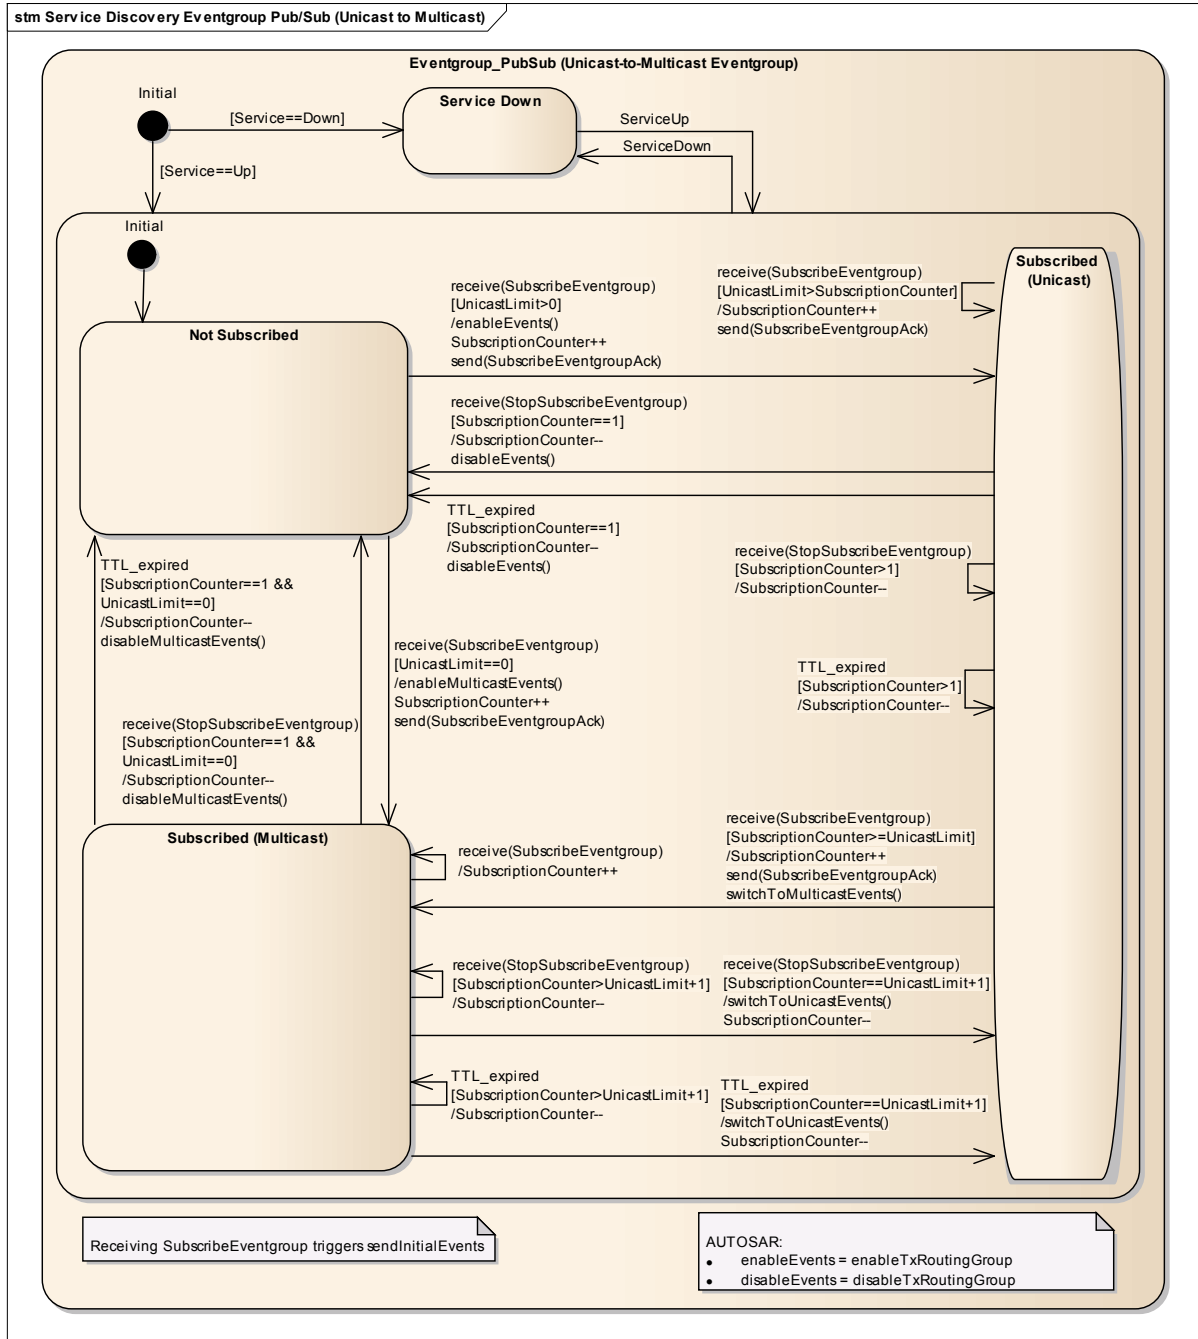 stm Service Discovery Eventgroup Pub/Sub (Unicast to Multicast)
Eventgroup_PubSub (Unicast-to-Multicast Eventgroup)
Initial
[Service==Down]
Service Down
ServiceUp
ServiceDown
[Service==Up]
Initial
Not Subscribed
receive(SubscribeEventgroup)
[UnicastLimit>0]
/enableEvents()
SubscriptionCounter++
send(SubscribeEventgroupAck)
receive(SubscribeEventgroup)
[UnicastLimit>SubscriptionCounter]
/SubscriptionCounter++
send(SubscribeEventgroupAck)
Subscribed
(Unicast)
receive(StopSubscribeEventgroup)
[SubscriptionCounter==1]
/SubscriptionCounter--
disableEvents()
TTL_expired
[SubscriptionCounter==1]
/SubscriptionCounter--
disableEvents()
receive(StopSubscribeEventgroup)
[SubscriptionCounter>1]
/SubscriptionCounter--
TTL_expired
[SubscriptionCounter==1 &&
UnicastLimit==0]
/SubscriptionCounter--
disableMulticastEvents()
receive(SubscribeEventgroup)
[UnicastLimit==0]
/enableMulticastEvents()
SubscriptionCounter++
send(SubscribeEventgroupAck)
TTL_expired
[SubscriptionCounter>1]
/SubscriptionCounter--
receive(StopSubscribeEventgroup)
[SubscriptionCounter==1 &&
UnicastLimit==0]
/SubscriptionCounter--
disableMulticastEvents()
Subscribed (Multicast)
receive(SubscribeEventgroup)
/SubscriptionCounter++
receive(SubscribeEventgroup)
[SubscriptionCounter>=UnicastLimit]
/SubscriptionCounter++
send(SubscribeEventgroupAck)
switchToMulticastEvents()
receive(StopSubscribeEventgroup)
[SubscriptionCounter>UnicastLimit+1]
/SubscriptionCounter--
receive(StopSubscribeEventgroup)
[SubscriptionCounter==UnicastLimit+1]
/switchToUnicastEvents()
SubscriptionCounter--
TTL_expired
[SubscriptionCounter>UnicastLimit+1]
/SubscriptionCounter--
TTL_expired
[SubscriptionCounter==UnicastLimit+1]
/switchToUnicastEvents()
SubscriptionCounter--
Receiving SubscribeEventgroup triggers sendInitialEvents
AUTOSAR:
• enableEvents = enableTxRoutingGroup
• disableEvents = disableTxRoutingGroup